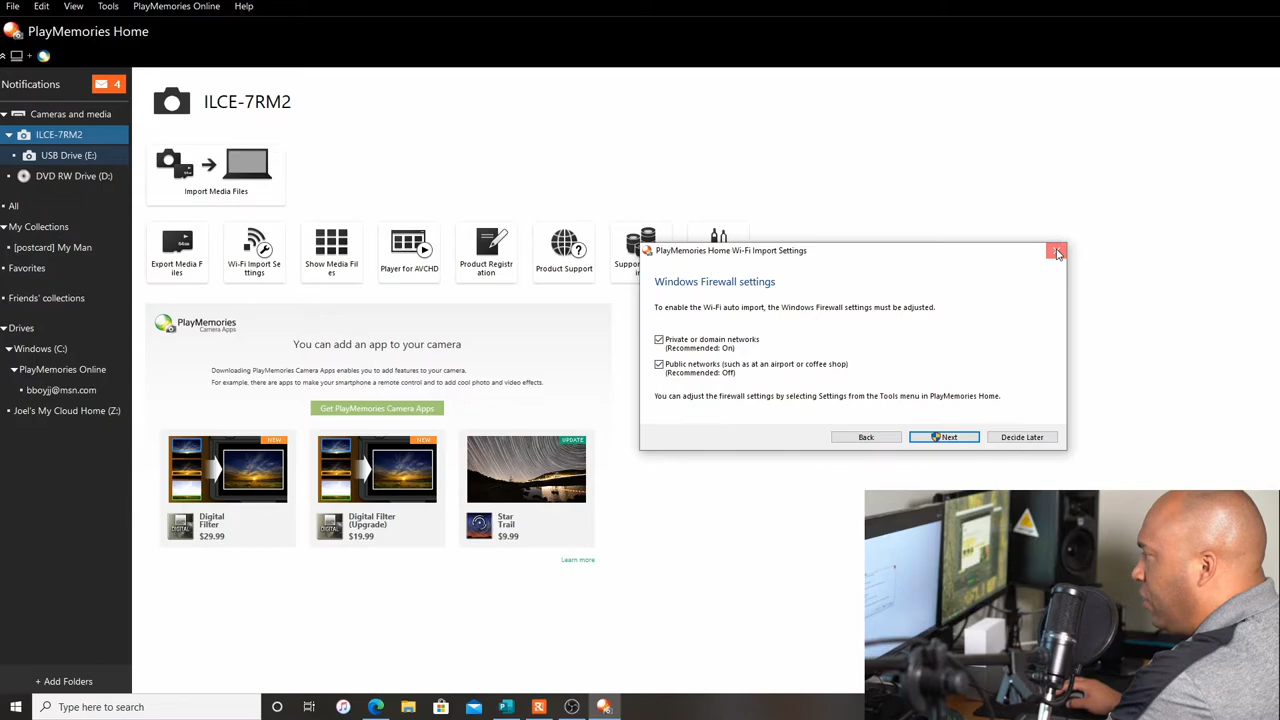 File Edit View Tools PlayMemories Online Help
PlayMemories Home
Notifications 4
Cameras and media
ILCE-7RM2
USB Drive (E:)
DVD RW Drive (D:)
All
My Collections
[postcard] My Man
Favorites
Friends' collections
Drives
Windows (C:)
PlayMemories Online
bboyjj@msn.com
Joel's My Cloud Home (Z:)
+ Add Folders
ILCE-7RM2
Import Media Files
Export Media F
iles
Wi-Fi Import Se
ttings
Show Media Fil
es
Player for AVCHD
Product Registr
ation
Product Support
Suppo
PlayMemories
Camera Apps
You can add an app to your camera
Downloading PlayMemories Camera Apps enables you to add features to your camera.
For example, there are apps to make your smartphone a remote control and to add cool photo and video effects.
Get PlayMemories Camera Apps
NEW
Digital
Filter
$29.99
NEW
Digital Filter
(Upgrade)
$19.99
UPDATE
Star
Trail
$9.99
DIGITAL
DIGITAL
Learn more
PlayMemories Home Wi-Fi Import Settings
Windows Firewall settings
To enable the Wi-Fi auto import, the Windows Firewall settings must be adjusted.
Private or domain networks
(Recommended: On)
Public networks (such as at an airport or coffee shop)
(Recommended: Off)
You can adjust the firewall settings by selecting Settings from the Tools menu in PlayMemories Home.
Back Next Decide Later
Type here to search